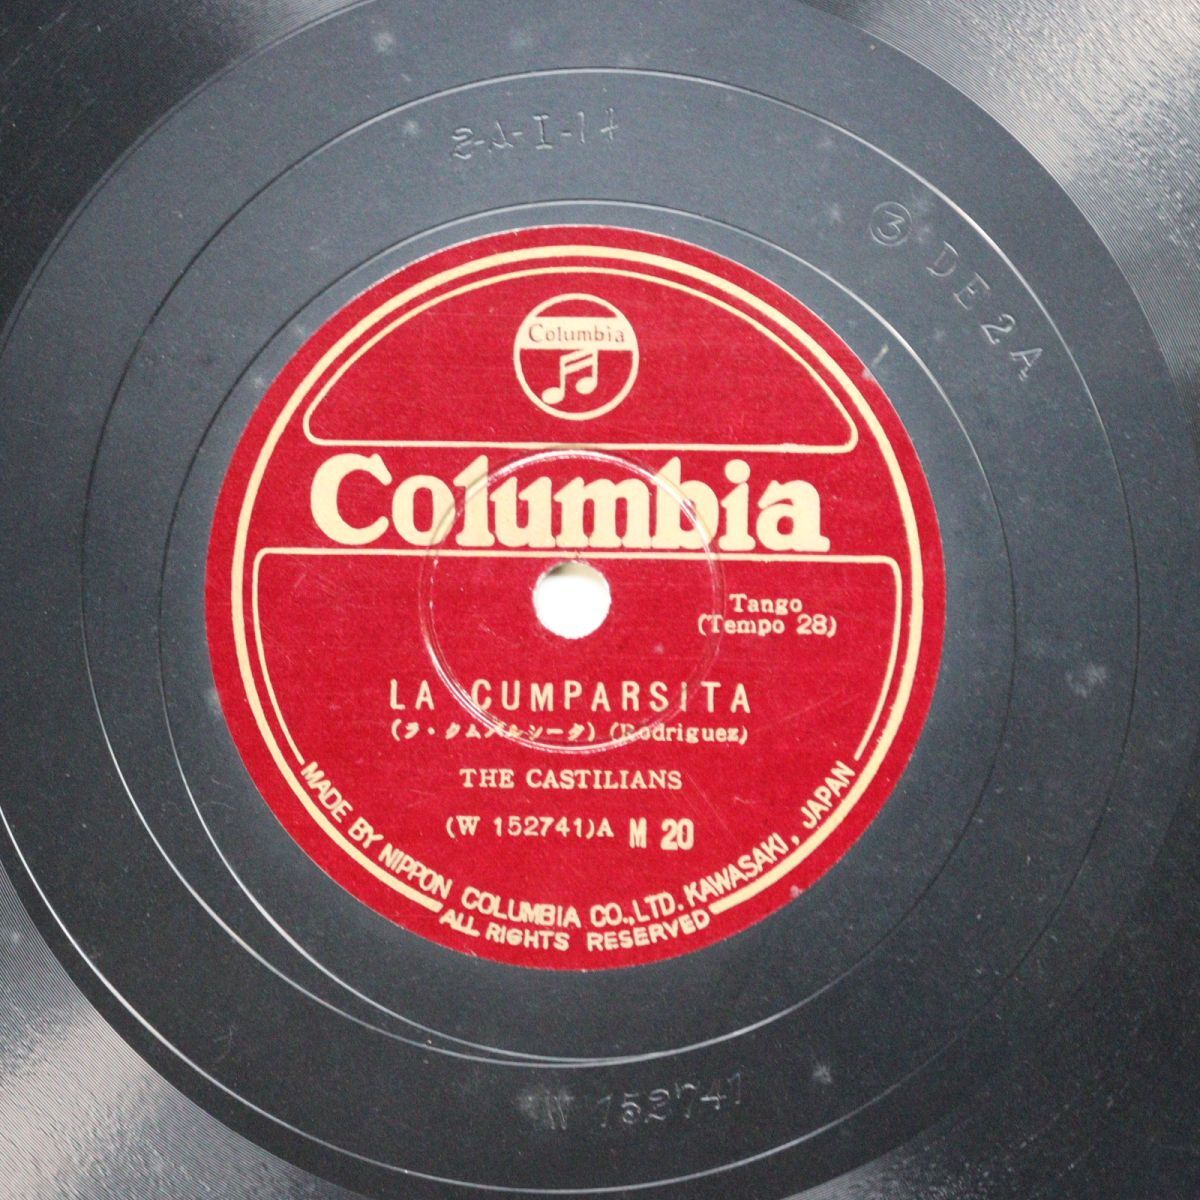 2-A-I-14
③ DE2A
Columbia
Columbia
Tango
(Tempo 28)
LA CUMPARSITA
(ラ・クムパルシータ) (Rodriguez)
THE CASTILIANS
(W 152741)A M 20
MADE BY NIPPON COLUMBIA CO.,LTD. KAWASAKI, JAPAN
ALL RIGHTS RESERVED
W 152741